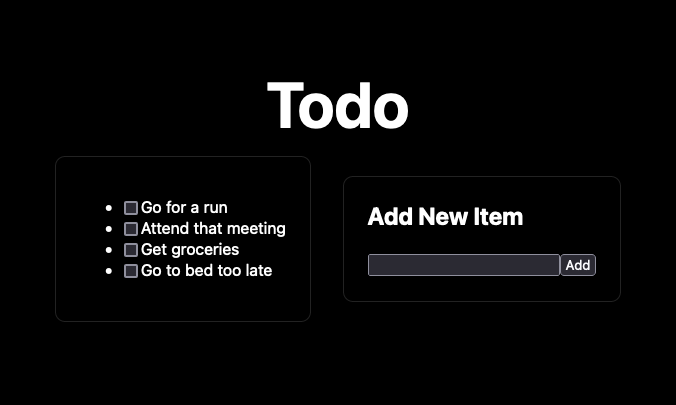 Todo
Go for a run
Attend that meeting
Get groceries
Go to bed too late
Add New Item
Add